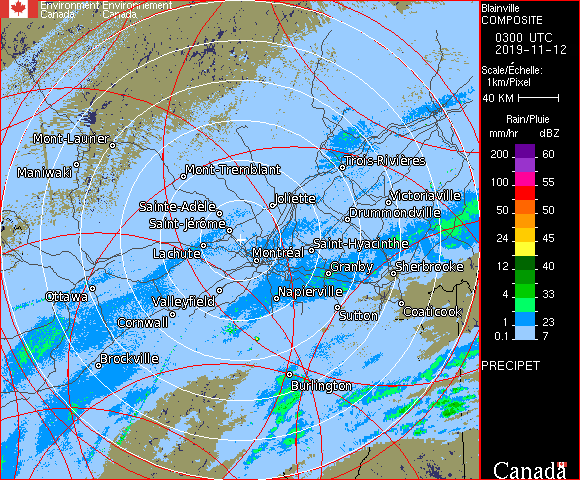 Environment Environnement
Canada Canada
Blainville
COMPOSITE
0300 UTC
2019-11-12
Scale/Échelle:
1km/Pixel
40 KM
Rain/Pluie
mm/hr dBZ
200 60
100 55
50 50
24 45
12 40
4 33
1 23
0.1 7
PRECIPET
Canada
Mont-Laurier
Maniwaki
Mont-Tremblant
Trois-Rivières
Sainte-Adèle
Joliette
Victoriaville
Saint-Jérôme
Drummondville
Lachute
Montréal
Saint-Hyacinthe
Granby
Sherbrooke
Ottawa
Valleyfield
Napierville
Cornwall
Sutton
Coaticook
Brockville
Burlington